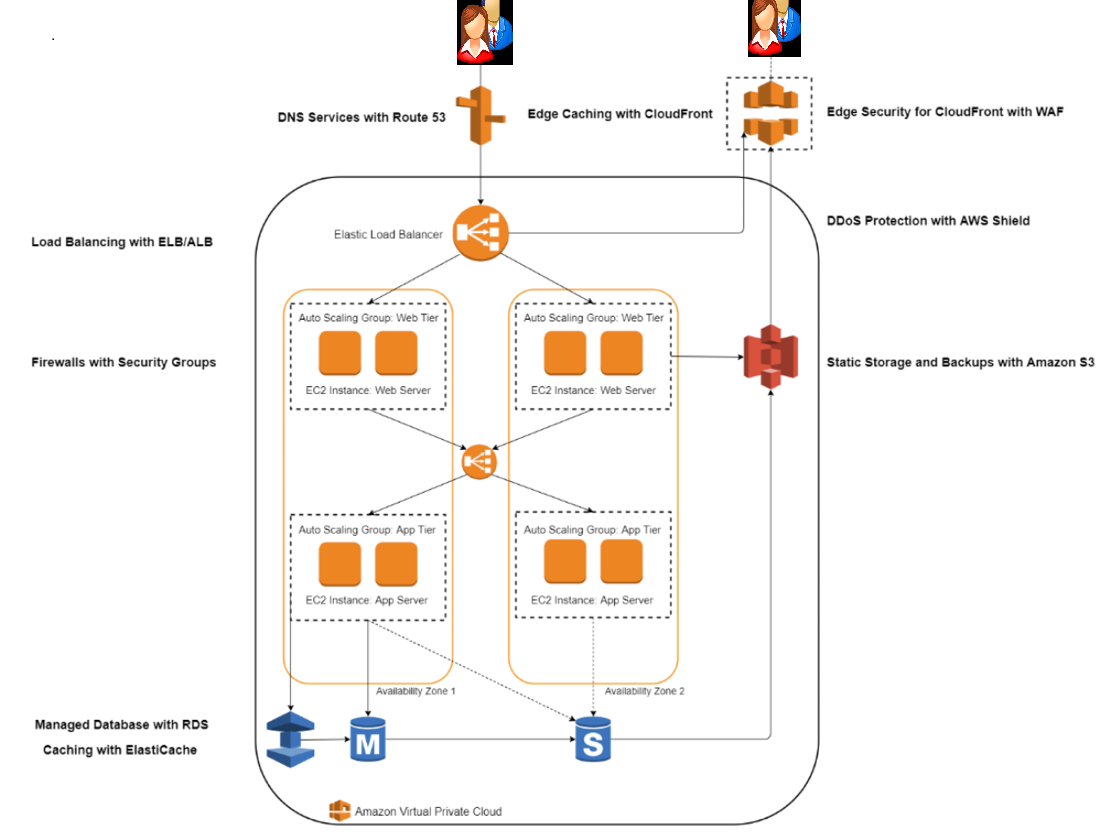 DNS Services with Route 53
Edge Caching with CloudFront
Edge Security for CloudFront with WAF
DDoS Protection with AWS Shield
Load Balancing with ELB/ALB
Elastic Load Balancer
Auto Scaling Group: Web Tier
EC2 Instance: Web Server
Auto Scaling Group: Web Tier
EC2 Instance: Web Server
Firewalls with Security Groups
Static Storage and Backups with Amazon S3
Auto Scaling Group: App Tier
EC2 Instance: App Server
Auto Scaling Group: App Tier
EC2 Instance: App Server
Availability Zone 1
Availability Zone 2
Managed Database with RDS
Caching with ElastiCache
M
S
Amazon Virtual Private Cloud